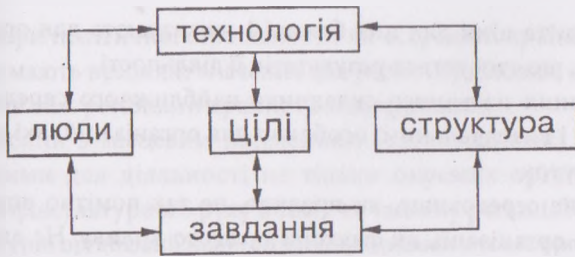 технологія
люди
цілі
структура
завдання